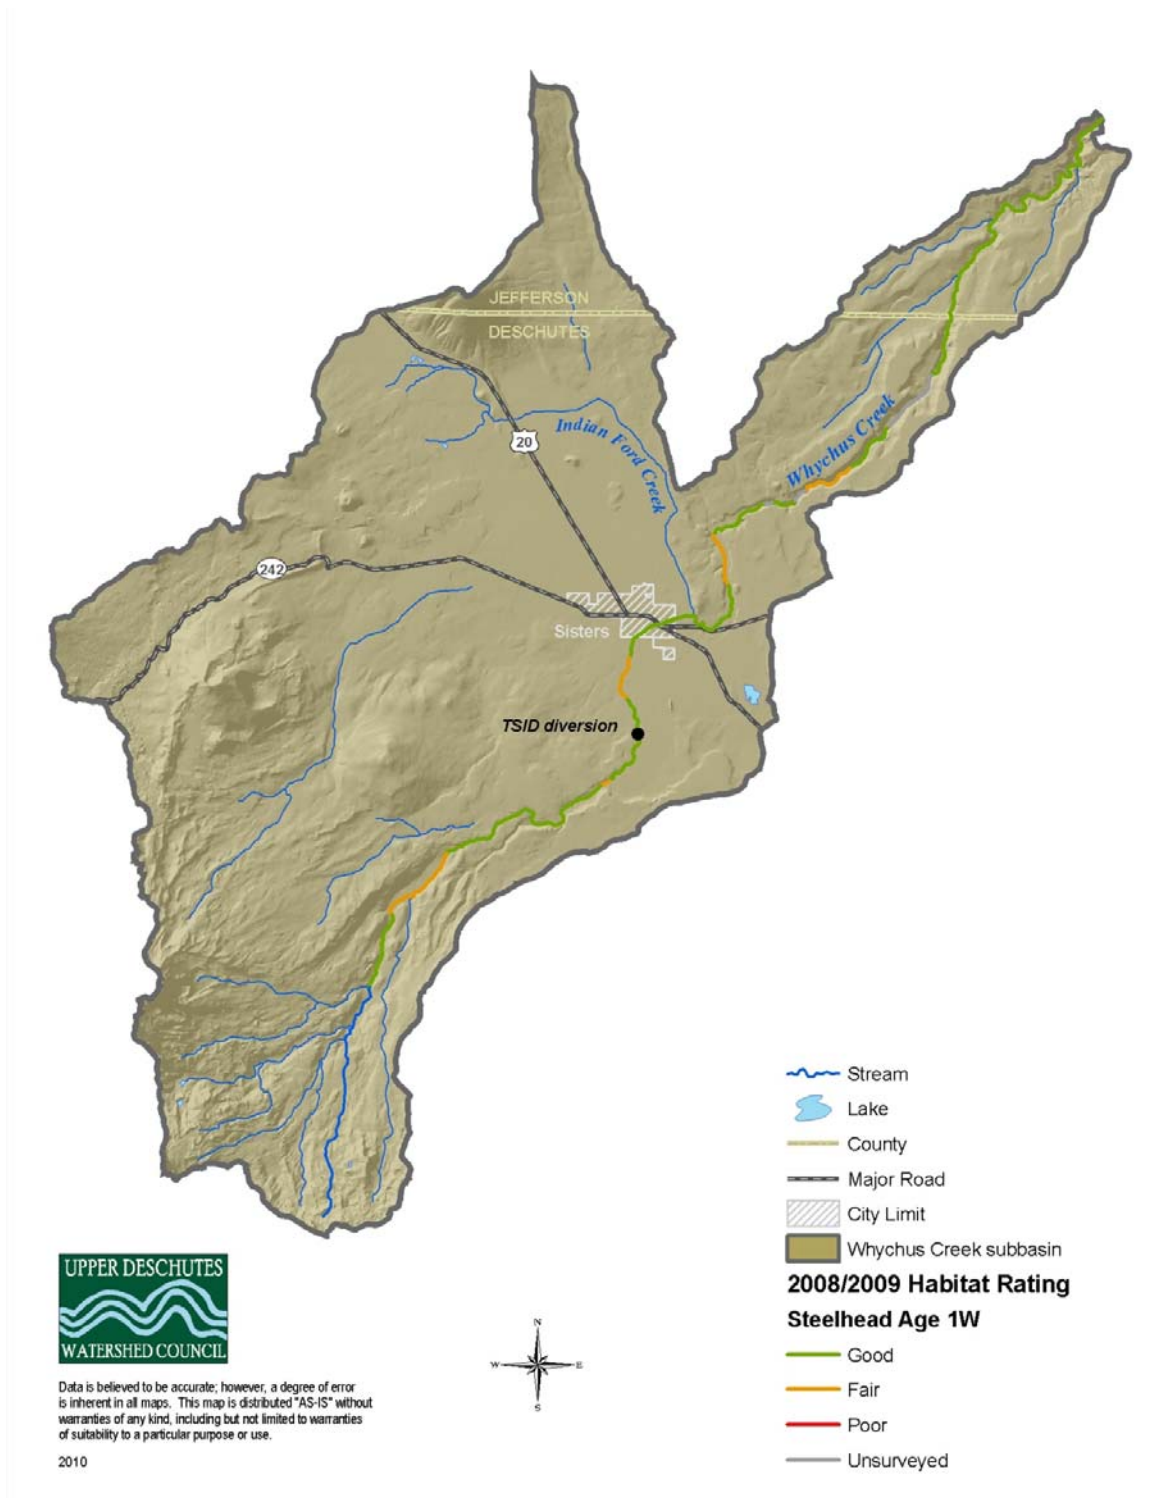 JEFFERSON
DESCHUTES
20
Indian Ford Creek
Whychus Creek
242
Sisters
TSID diversion
Stream
Lake
County
Major Road
City Limit
Whychus Creek subbasin
2008/2009 Habitat Rating
Steelhead Age 1W
Good
Fair
Poor
Unsurveyed
UPPER DESCHUTES
WATERSHED COUNCIL
N
W
E
S
Data is believed to be accurate; however, a degree of error
is inherent in all maps. This map is distributed "AS-IS" without
warranties of any kind, including but not limited to warranties
of suitability to a particular purpose or use.
2010